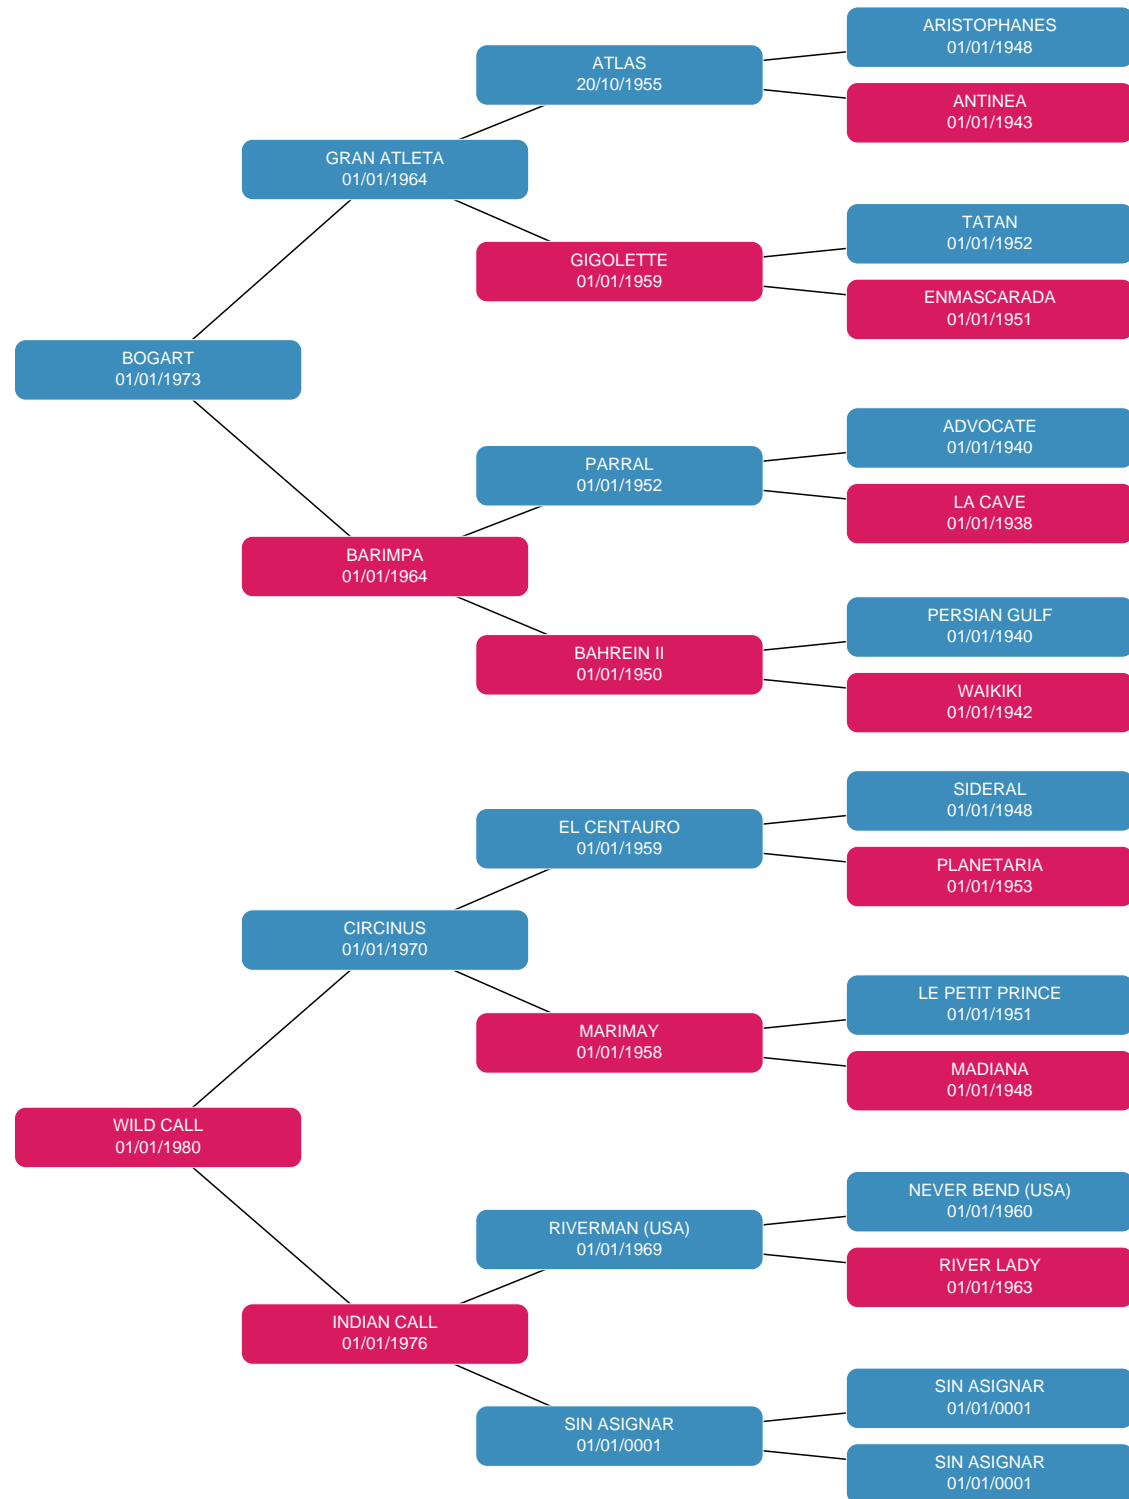 ARISTOPHANES
01/01/1948
ATLAS
20/10/1955
ANTINEA
01/01/1943
GRAN ATLETA
01/01/1964
TATAN
01/01/1952
GIGOLETTE
01/01/1959
ENMASCARADA
01/01/1951
BOGART
01/01/1973
ADVOCATE
01/01/1940
PARRAL
01/01/1952
LA CAVE
01/01/1938
BARIMPA
01/01/1964
PERSIAN GULF
01/01/1940
BAHREIN II
01/01/1950
WAIKIKI
01/01/1942
SIDERAL
01/01/1948
EL CENTAURO
01/01/1959
PLANETARIA
01/01/1953
CIRCINUS
01/01/1970
LE PETIT PRINCE
01/01/1951
MARIMAY
01/01/1958
MADIANA
01/01/1948
WILD CALL
01/01/1980
NEVER BEND (USA)
01/01/1960
RIVERMAN (USA)
01/01/1969
RIVER LADY
01/01/1963
INDIAN CALL
01/01/1976
SIN ASIGNAR
01/01/0001
SIN ASIGNAR
01/01/0001
SIN ASIGNAR
01/01/0001